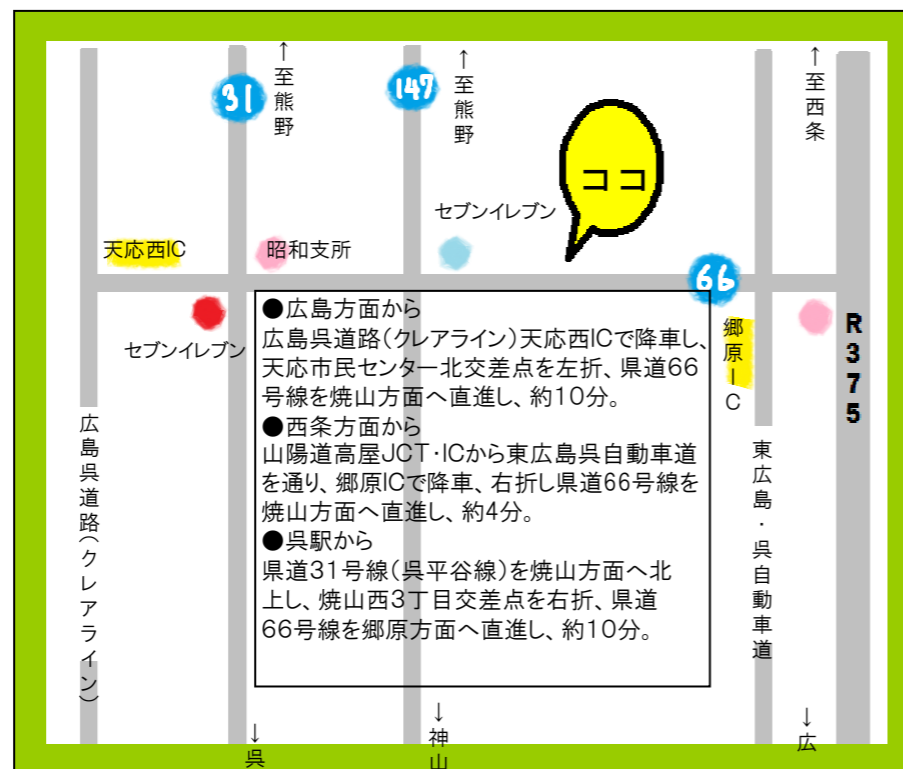 ↑至熊野
↑至熊野
↑至西条
31
147
ココ
セブンイレブン
天応西IC
昭和支所
66
セブンイレブン
郷原IC
R375
●広島方面から
広島呉道路(クレアライン)天応西ICで降車し、
天応市民センター北交差点を左折、県道66
号線を焼山方面へ直進し、約10分。
●西条方面から
山陽道高屋JCT・ICから東広島呉自動車道
を通り、郷原ICで降車、右折し県道66号線を
焼山方面へ直進し、約4分。
●呉駅から
県道31号線(呉平谷線)を焼山方面へ北
上し、焼山西3丁目交差点を右折、県道
66号線を郷原方面へ直進し、約10分。
広島呉道路(クレアライン)
東広島・呉自動車道
↓呉
↓神山
↓広